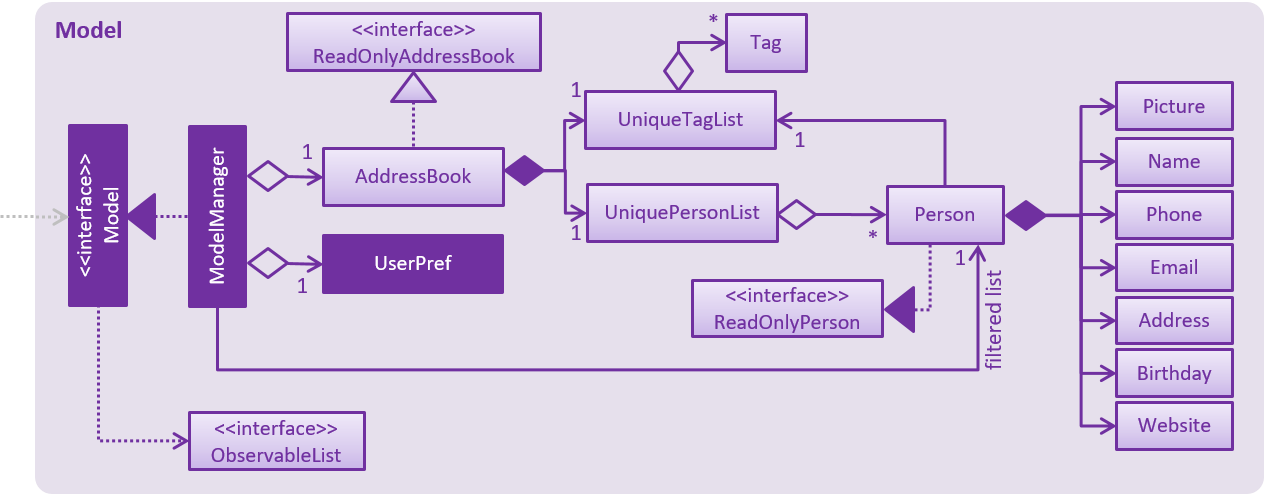 Model
<<interface>>
ReadOnlyAddressBook
*
Tag
1
UniqueTagList
1
Picture
Name
Phone
Email
Address
Birthday
Website
<<interface>>
Model
ModelManager
1
AddressBook
1
UserPref
UniquePersonList
1
*
Person
1
filtered list
<<interface>>
ReadOnlyPerson
<<interface>>
ObservableList